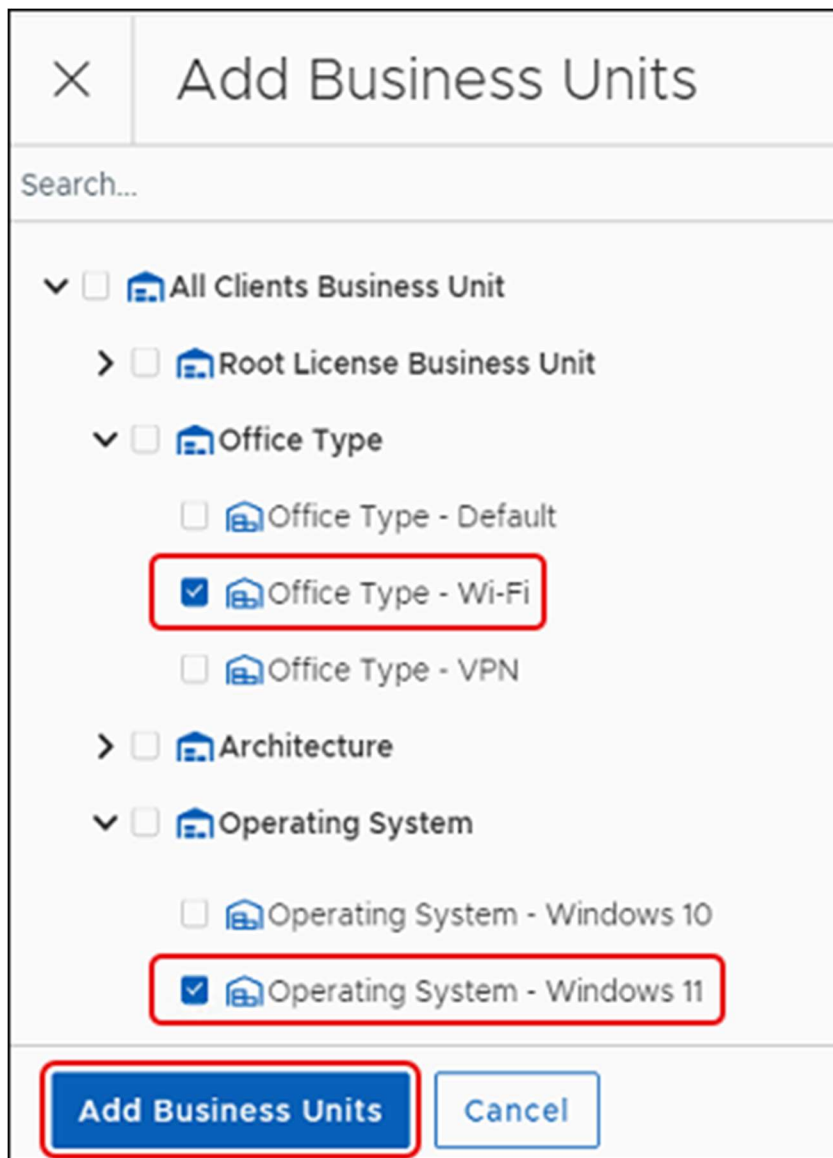 Add Business Units
Search...
All Clients Business Unit
Root License Business Unit
Office Type
Office Type - Default
Office Type - Wi-Fi
Office Type - VPN
Architecture
Operating System
Operating System - Windows 10
Operating System - Windows 11
Add Business Units
Cancel